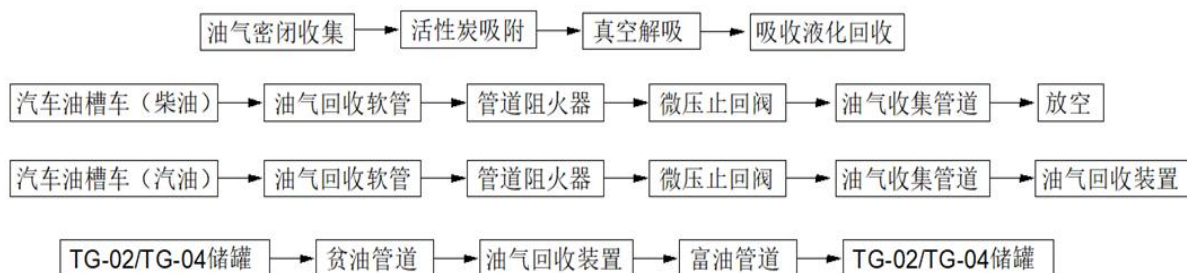 油气密闭收集 活性炭吸附 真空解吸 吸收液化回收
汽车油槽车（柴油） 油气回收软管 管道阻火器 微压止回阀 油气收集管道 放空
汽车油槽车（汽油） 油气回收软管 管道阻火器 微压止回阀 油气收集管道 油气回收装置
TG-02/TG-04储罐 贫油管道 油气回收装置 富油管道 TG-02/TG-04储罐